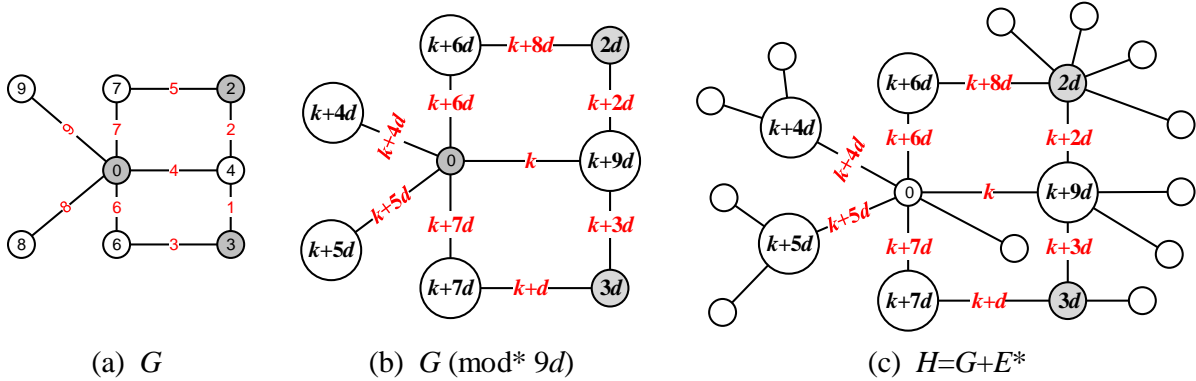 9
7
5
2
9
7
2
0
4
4
8
6
1
8
6
3
3
(a) G
k+6d
k+8d
2d
k+4d
k+4d
k+6d
k+2d
0
k
k+9d
k+5d
k+5d
k+7d
k+3d
k+7d
k+d
3d
(b) G (mod* 9d)
k+6d
k+8d
2d
k+4d
k+4d
k+6d
k+2d
0
k
k+9d
k+5d
k+5d
k+7d
k+3d
k+7d
k+d
3d
(c) H=G+E*